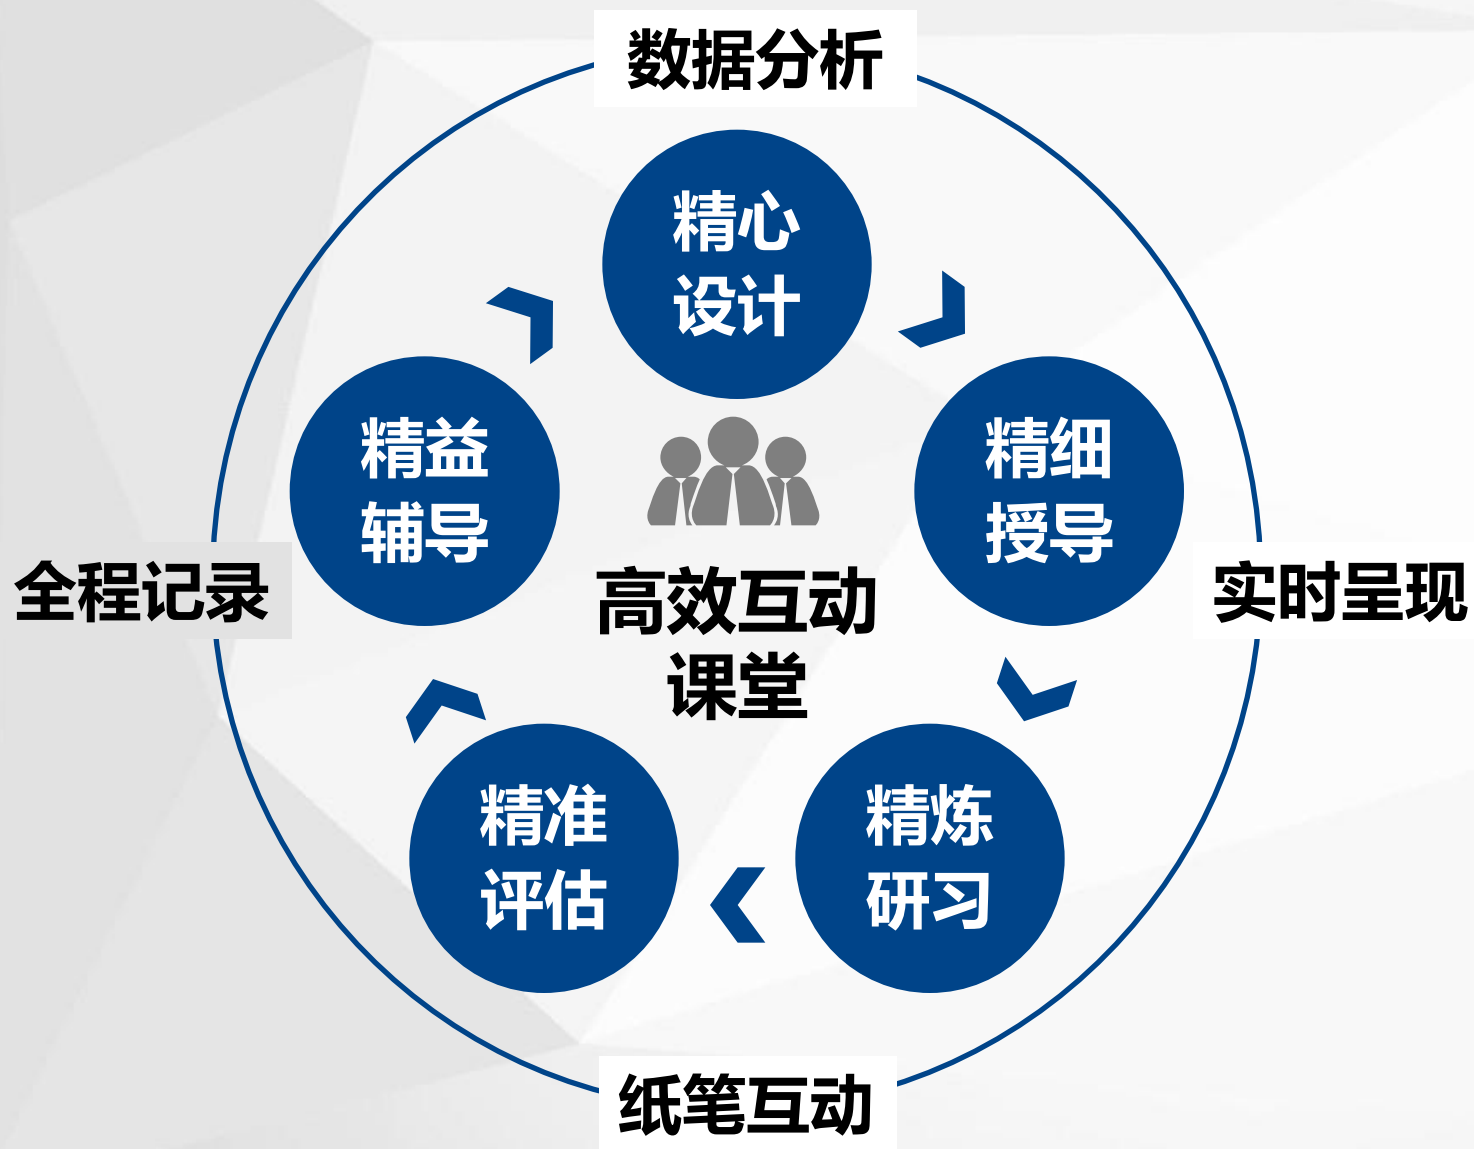 数据分析
精心
设计
精益
辅导
精细
授导
全程记录
高效互动
课堂
实时呈现
精准
评估
精炼
研习
纸笔互动